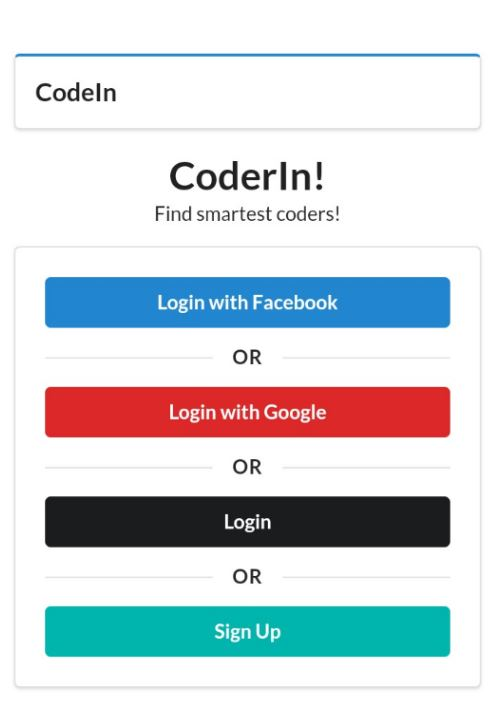 CodeIn
CoderIn!
Find smartest coders!
Login with Facebook
OR
Login with Google
OR
Login
OR
Sign Up